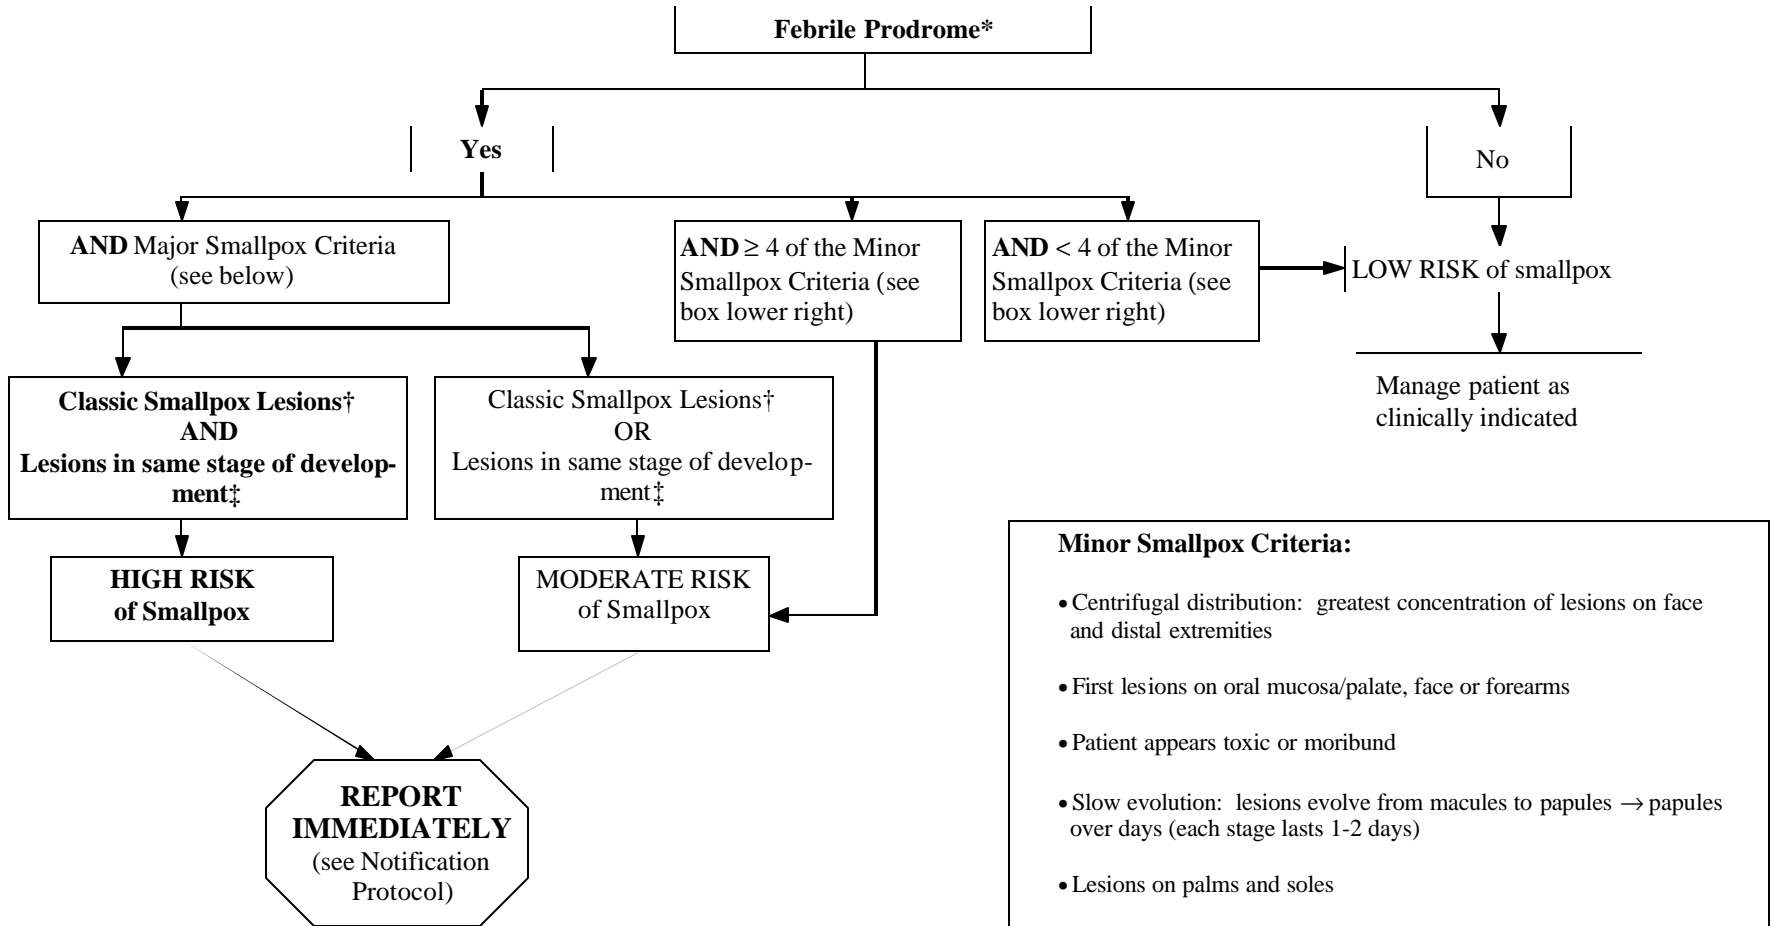 Febrile Prodrome*
Yes
No
AND Major Smallpox Criteria
(see below)
AND ≥ 4 of the Minor
Smallpox Criteria (see
box lower right)
AND < 4 of the Minor
Smallpox Criteria (see
box lower right)
LOW RISK of smallpox
Manage patient as
clinically indicated
Classic Smallpox Lesions†
AND
Lesions in same stage of develop-
ment‡
Classic Smallpox Lesions†
OR
Lesions in same stage of develop-
ment‡
HIGH RISK
of Smallpox
MODERATE RISK
of Smallpox
REPORT
IMMEDIATELY
(see Notification
Protocol)
Minor Smallpox Criteria:
• Centrifugal distribution: greatest concentration of lesions on face
and distal extremities
• First lesions on oral mucosa/palate, face or forearms
• Patient appears toxic or moribund
• Slow evolution: lesions evolve from macules to papules → papules
over days (each stage lasts 1-2 days)
• Lesions on palms and soles